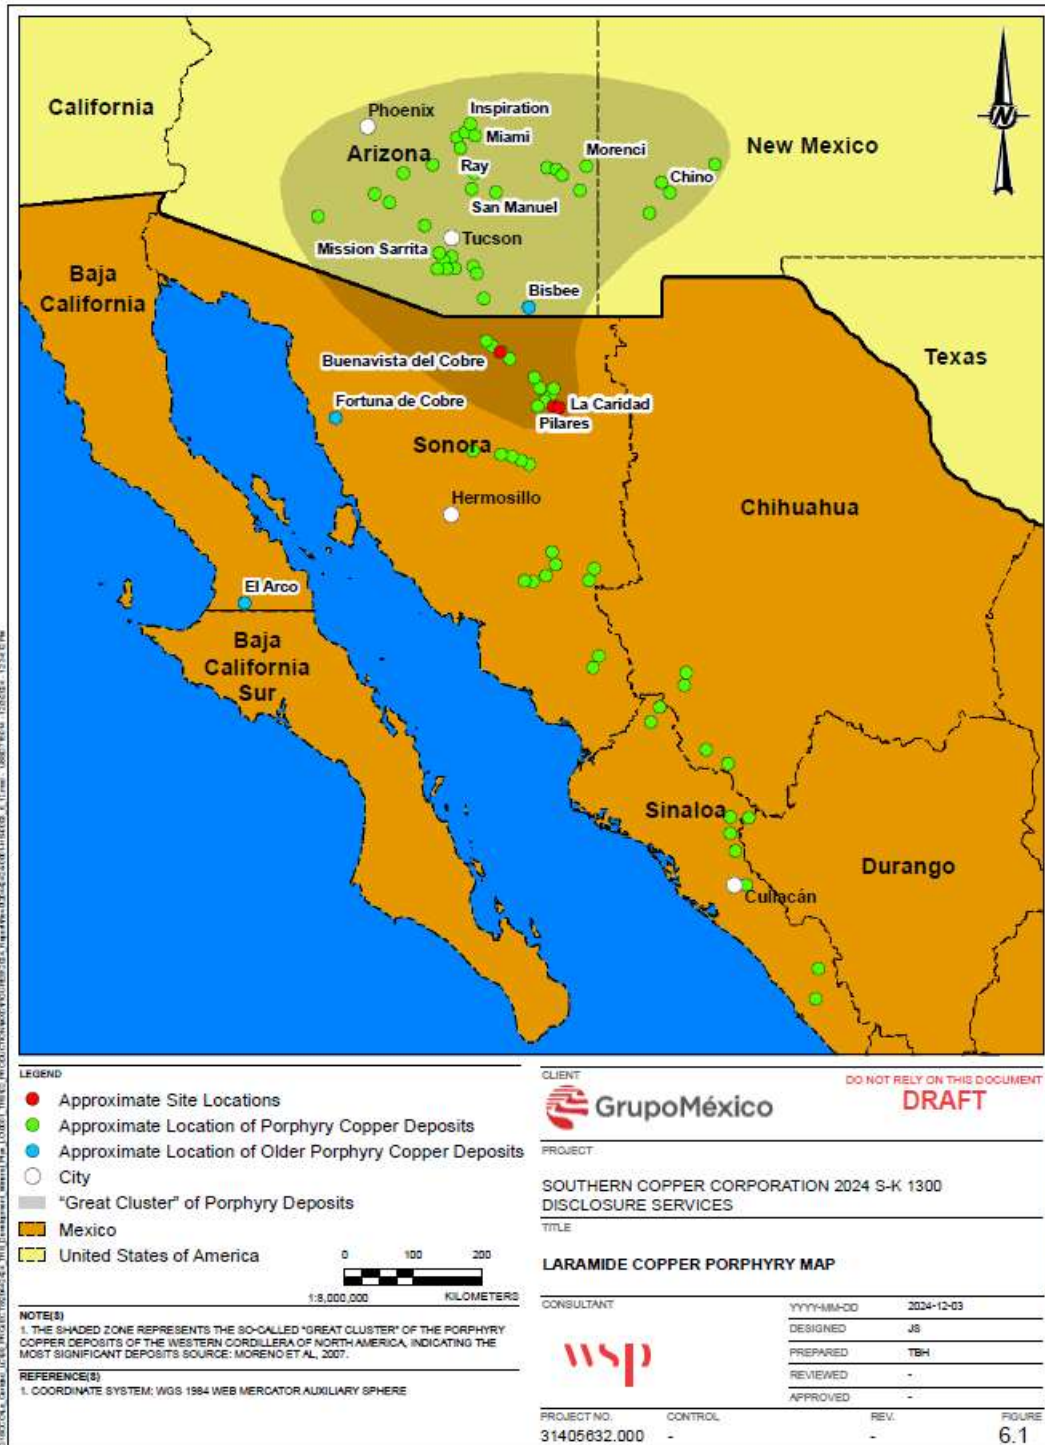 California
Phoenix
Inspiration
Miami
Arizona
Morenci
New Mexico
Ray
Chino
San Manuel
Mission Sarrita
Tucson
Baja
California
Bisbee
Texas
Buenavista del Cobre
Fortuna de Cobre
La Caridad
Pilares
Sonora
Hermosillo
Chihuahua
El Arco
Baja
California
Sur
Sinaloa
Durango
Culiacán
N
LEGEND
Approximate Site Locations
Approximate Location of Porphyry Copper Deposits
Approximate Location of Older Porphyry Copper Deposits
City
"Great Cluster" of Porphyry Deposits
Mexico
United States of America
0 100 200
1:8,000,000 KILOMETERS
NOTE(S)
1. THE SHADED ZONE REPRESENTS THE SO-CALLED "GREAT CLUSTER" OF THE PORPHYRY
COPPER DEPOSITS OF THE WESTERN CORDILLERA OF NORTH AMERICA, INDICATING THE
MOST SIGNIFICANT DEPOSITS SOURCE: MORENO ET AL, 2007.
REFERENCE(S)
1. COORDINATE SYSTEM: WGS 1984 WEB MERCATOR AUXILIARY SPHERE
CLIENT
DO NOT RELY ON THIS DOCUMENT
DRAFT
GrupoMéxico
PROJECT
SOUTHERN COPPER CORPORATION 2024 S-K 1300
DISCLOSURE SERVICES
TITLE
LARAMIDE COPPER PORPHYRY MAP
CONSULTANT
wsp
YYYY-MM-DD 2024-12-03
DESIGNED JS
PREPARED TBH
REVIEWED -
APPROVED -
PROJECT NO. CONTROL REV. FIGURE
31405632.000 - - 6.1